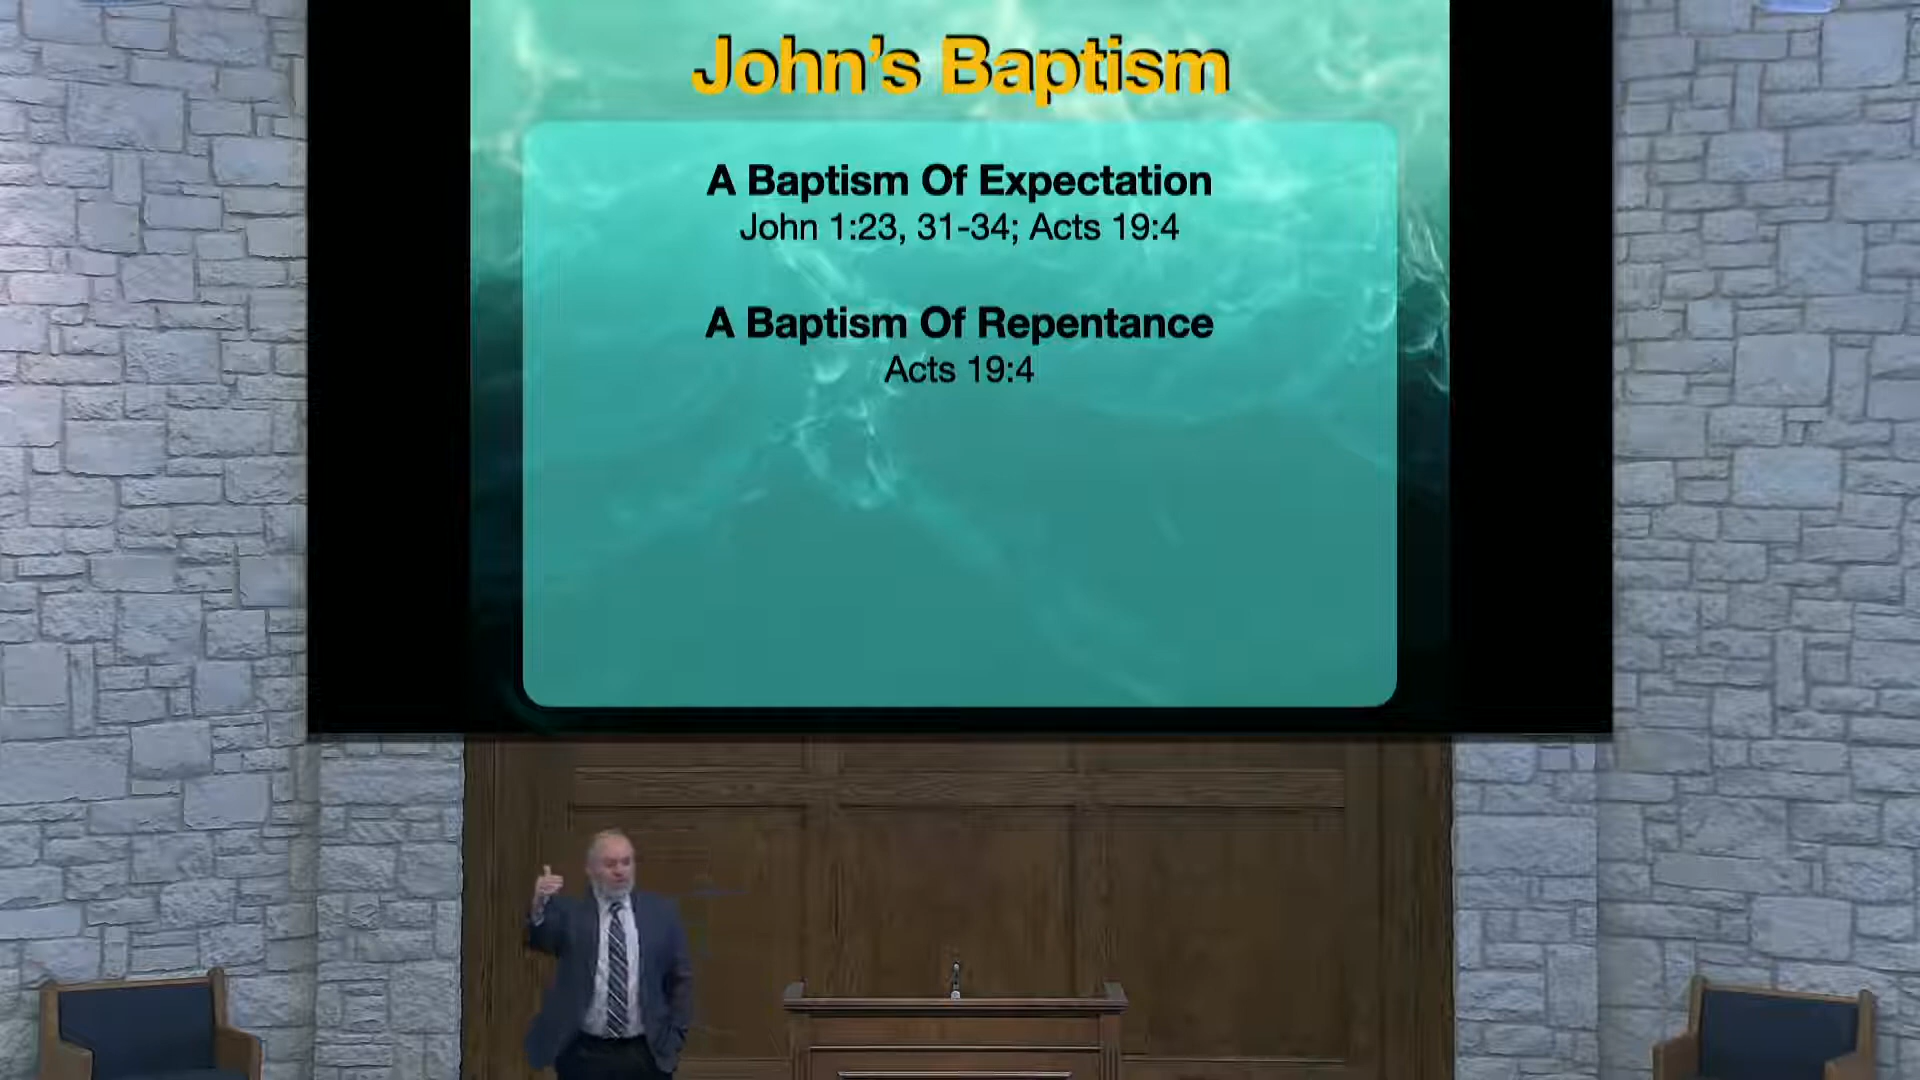 John's Baptism
A Baptism Of Expectation
John 1:23, 31-34; Acts 19:4
A Baptism Of Repentance
Acts 19:4